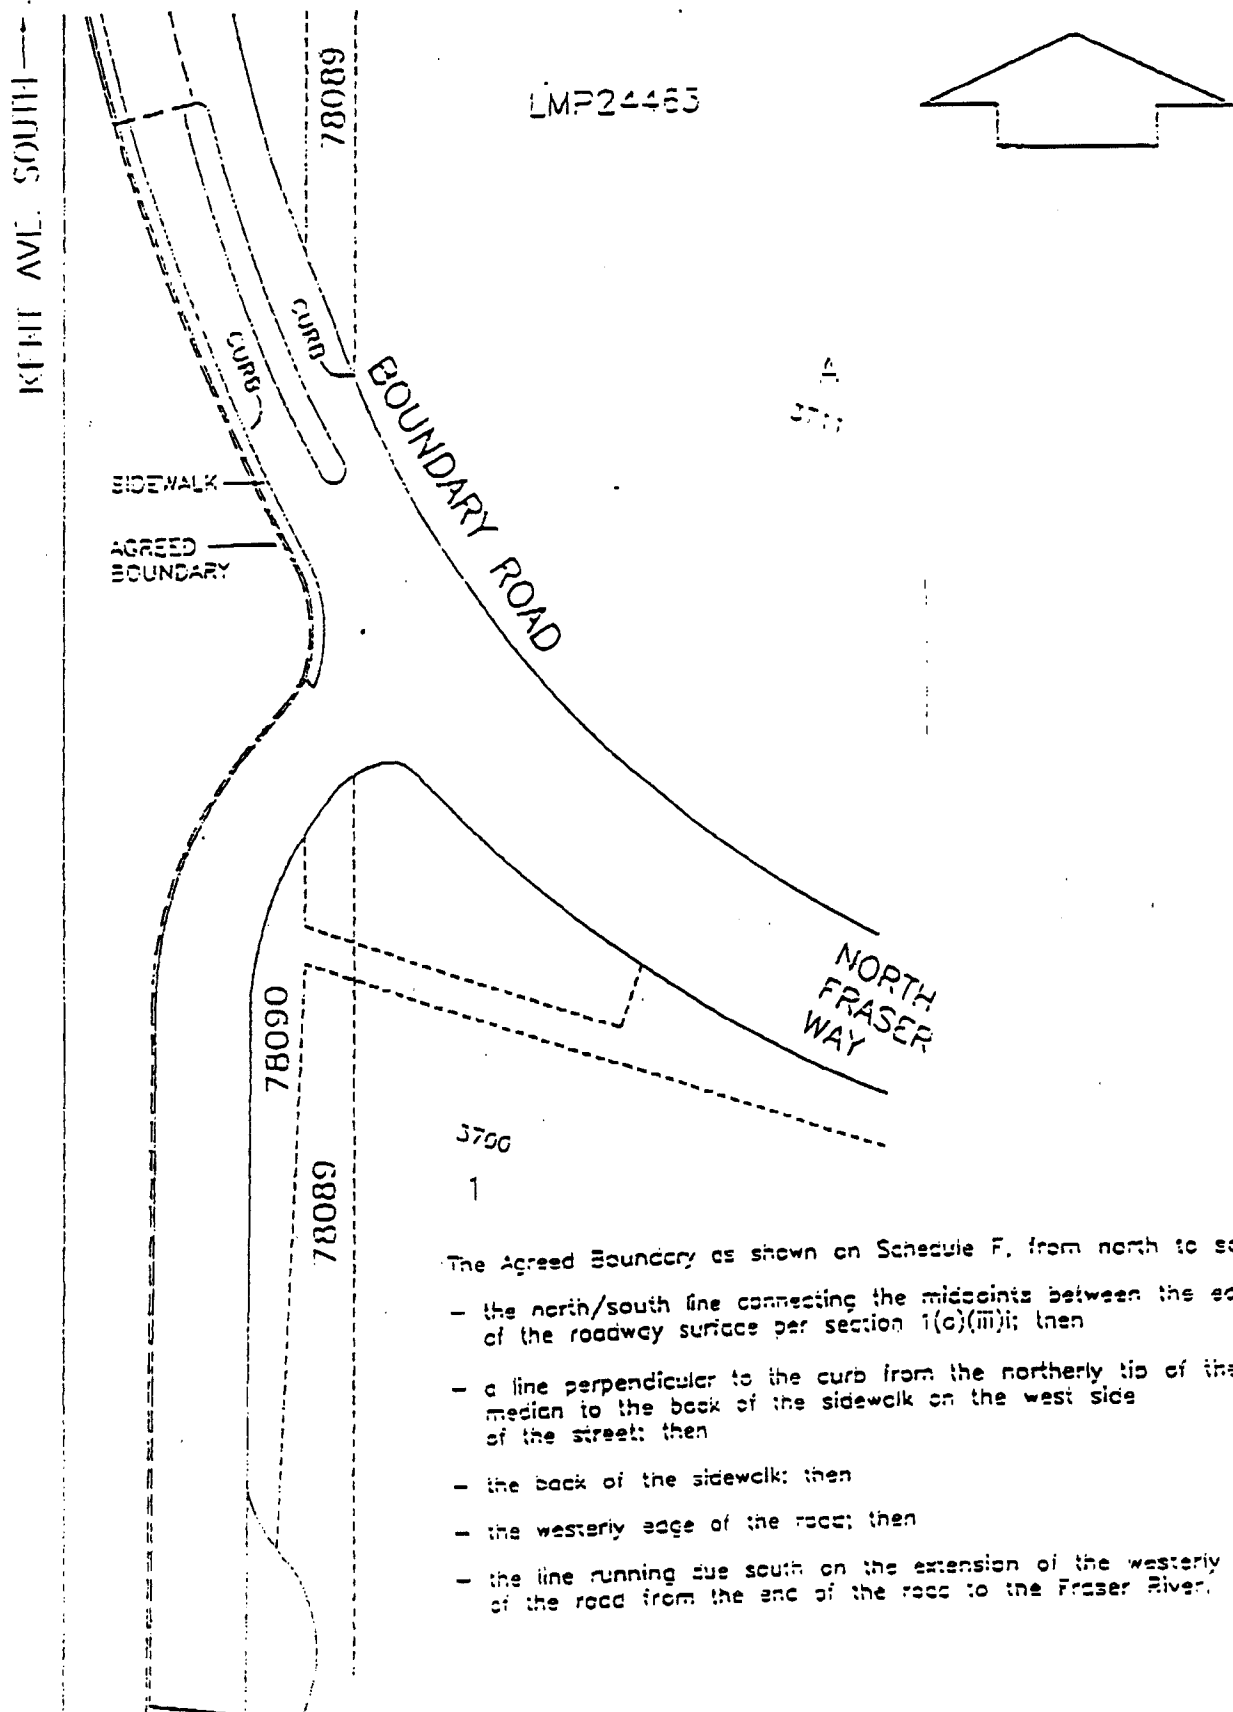 KENT AVE. SOUTH
78089
LMP24463
CURB
CURB
BOUNDARY ROAD
A
3711
SIDEWALK
AGREED
BOUNDARY
NORTH
FRASER
WAY
78090
3700
1
78089
The Agreed Boundary as shown on Schedule F, from north to
– the north/south line connecting the midpoints between the
of the roadway surface per section 1(a)(iii)i; then
– a line perpendicular to the curb from the northerly tip of the
median to the back of the sidewalk on the west side
of the street; then
– the back of the sidewalk; then
– the westerly edge of the road; then
– the line running due south on the extension of the westerly
of the road from the end of the road to the Fraser River.